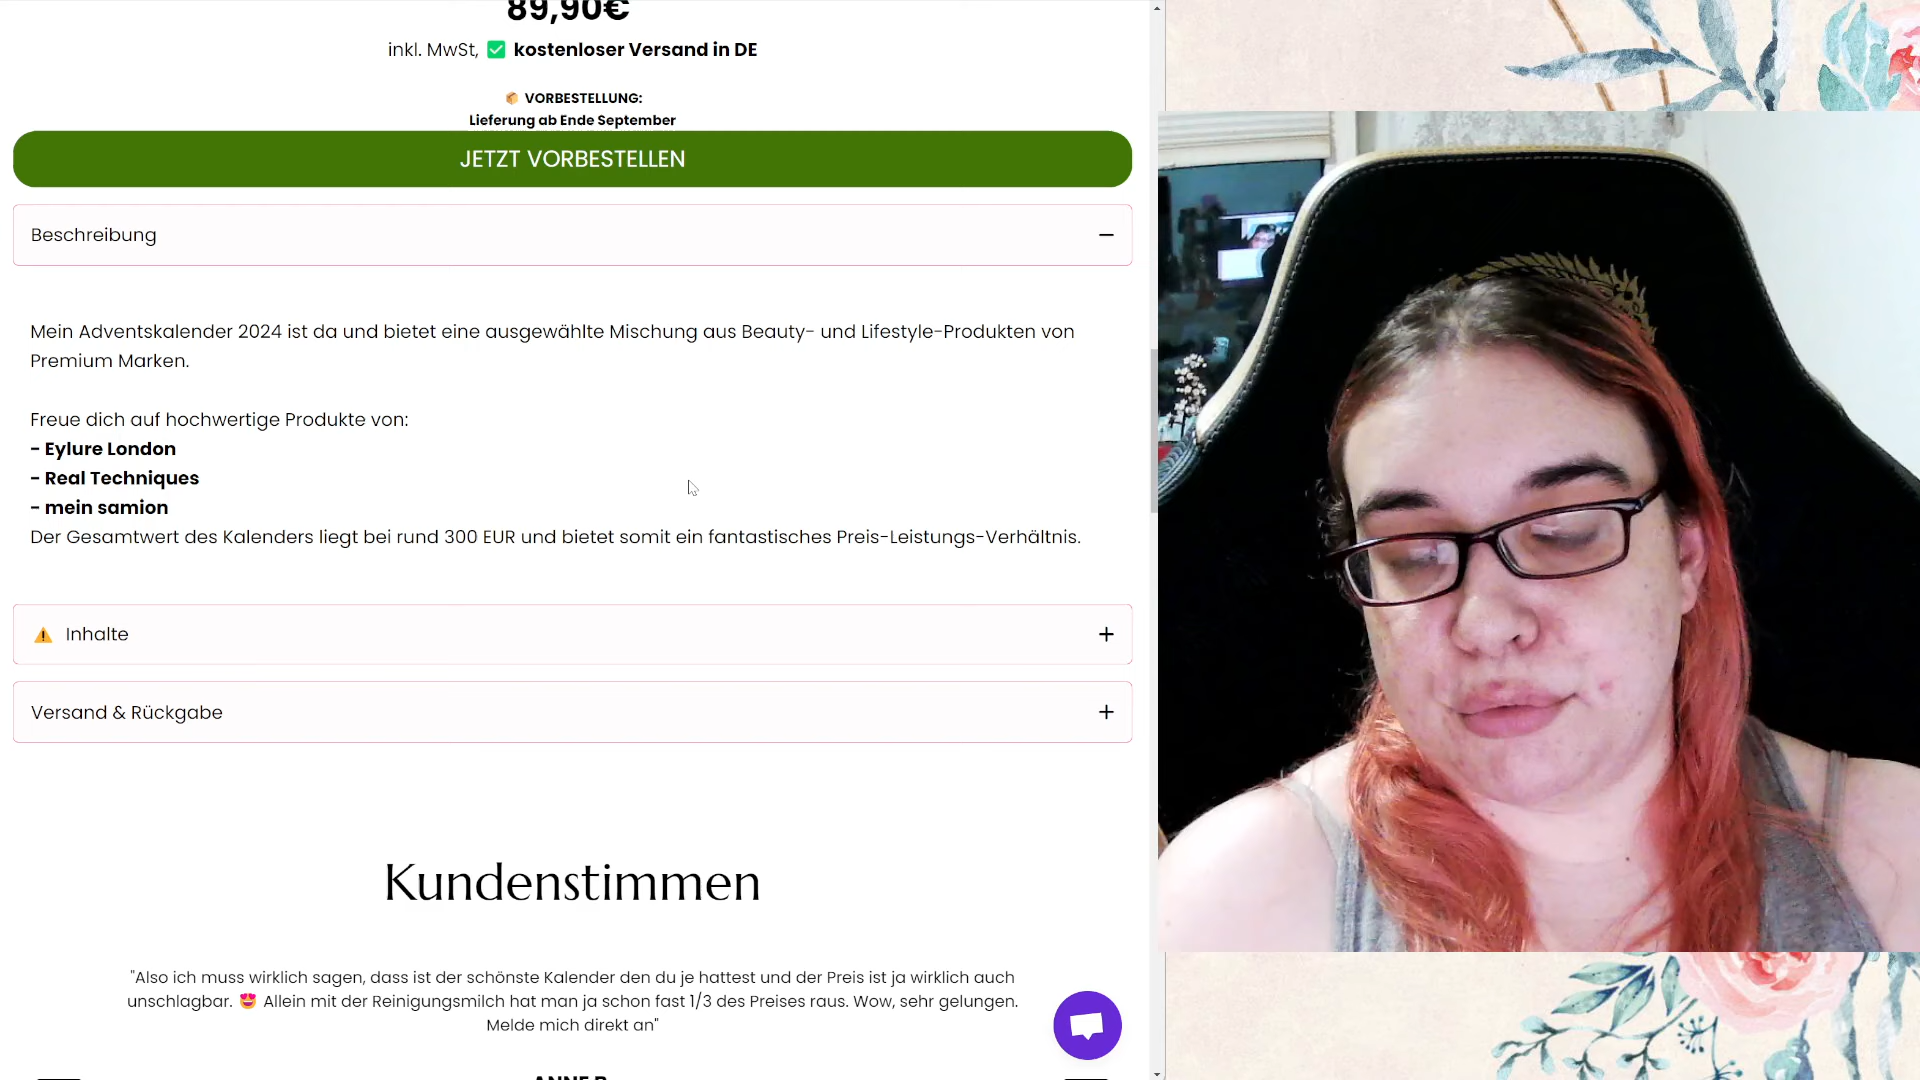 89,90€
inkl. MwSt, ✅ kostenloser Versand in DE
📦 VORBESTELLUNG:
Lieferung ab Ende September
JETZT VORBESTELLEN
Beschreibung
Mein Adventskalender 2024 ist da und bietet eine ausgewählte Mischung aus Beauty- und Lifestyle-Produkten von
Premium Marken.
Freue dich auf hochwertige Produkte von:
- Eylure London
- Real Techniques
- mein samion
Der Gesamtwert des Kalenders liegt bei rund 300 EUR und bietet somit ein fantastisches Preis-Leistungs-Verhältnis.
⚠️ Inhalte
Versand & Rückgabe
Kundenstimmen
"Also ich muss wirklich sagen, dass ist der schönste Kalender den du je hattest und der Preis ist ja wirklich auch
unschlagbar. 😍 Allein mit der Reinigungsmilch hat man ja schon fast 1/3 des Preises raus. Wow, sehr gelungen.
Melde mich direkt an"